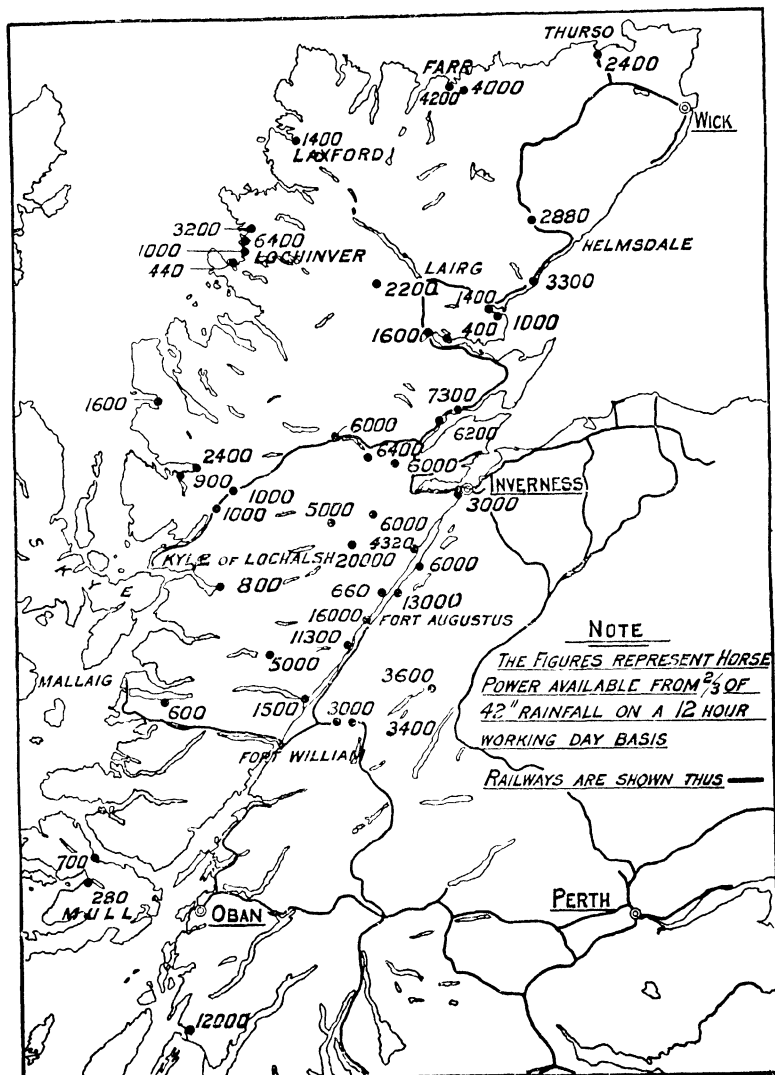 THURSO
2400
FARR
4200
4000
WICK
1400
LAXFORD
3200
6400
1000
LOCHINVER
440
2880
HELMSDALE
LAIRG
2200
3300
1400
1000
400
1600
1600
7300
6200
6000
6400
6000
2400
900
1000
1000
INVERNESS
3000
5000
6000
4320
20000
KYLE OF LOCHALSH
6000
SKYE
800
660
13000
16000
FORT AUGUSTUS
11300
5000
MALLAIG
600
1500
3600
3000
3400
FORT WILLIAM
NOTE
THE FIGURES REPRESENT HORSE
POWER AVAILABLE FROM 2/3 OF
42" RAINFALL ON A 12 HOUR
WORKING DAY BASIS
RAILWAYS ARE SHOWN THUS
700
280
MULL
OBAN
PERTH
12000